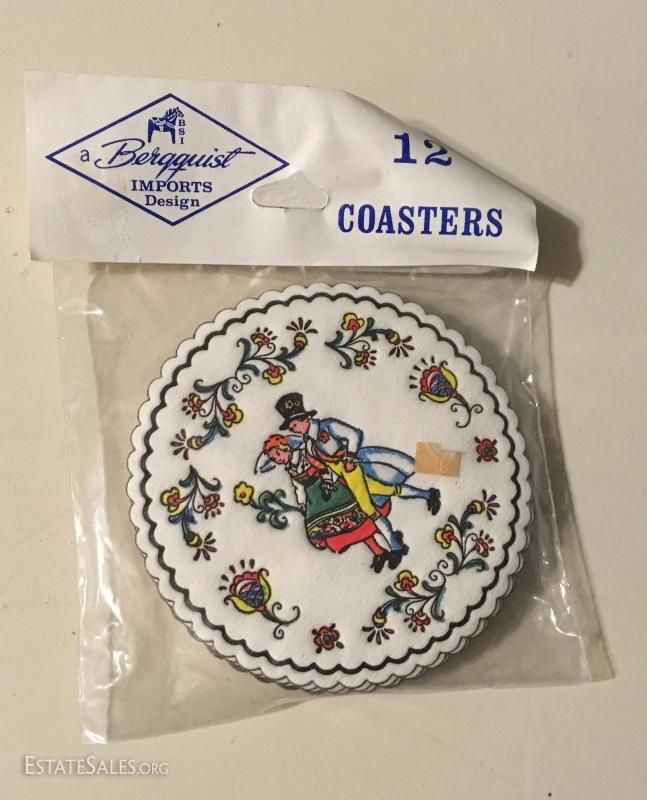 BSI
a Bergquist
IMPORTS
Design
12
COASTERS
ESTATESALES.ORG